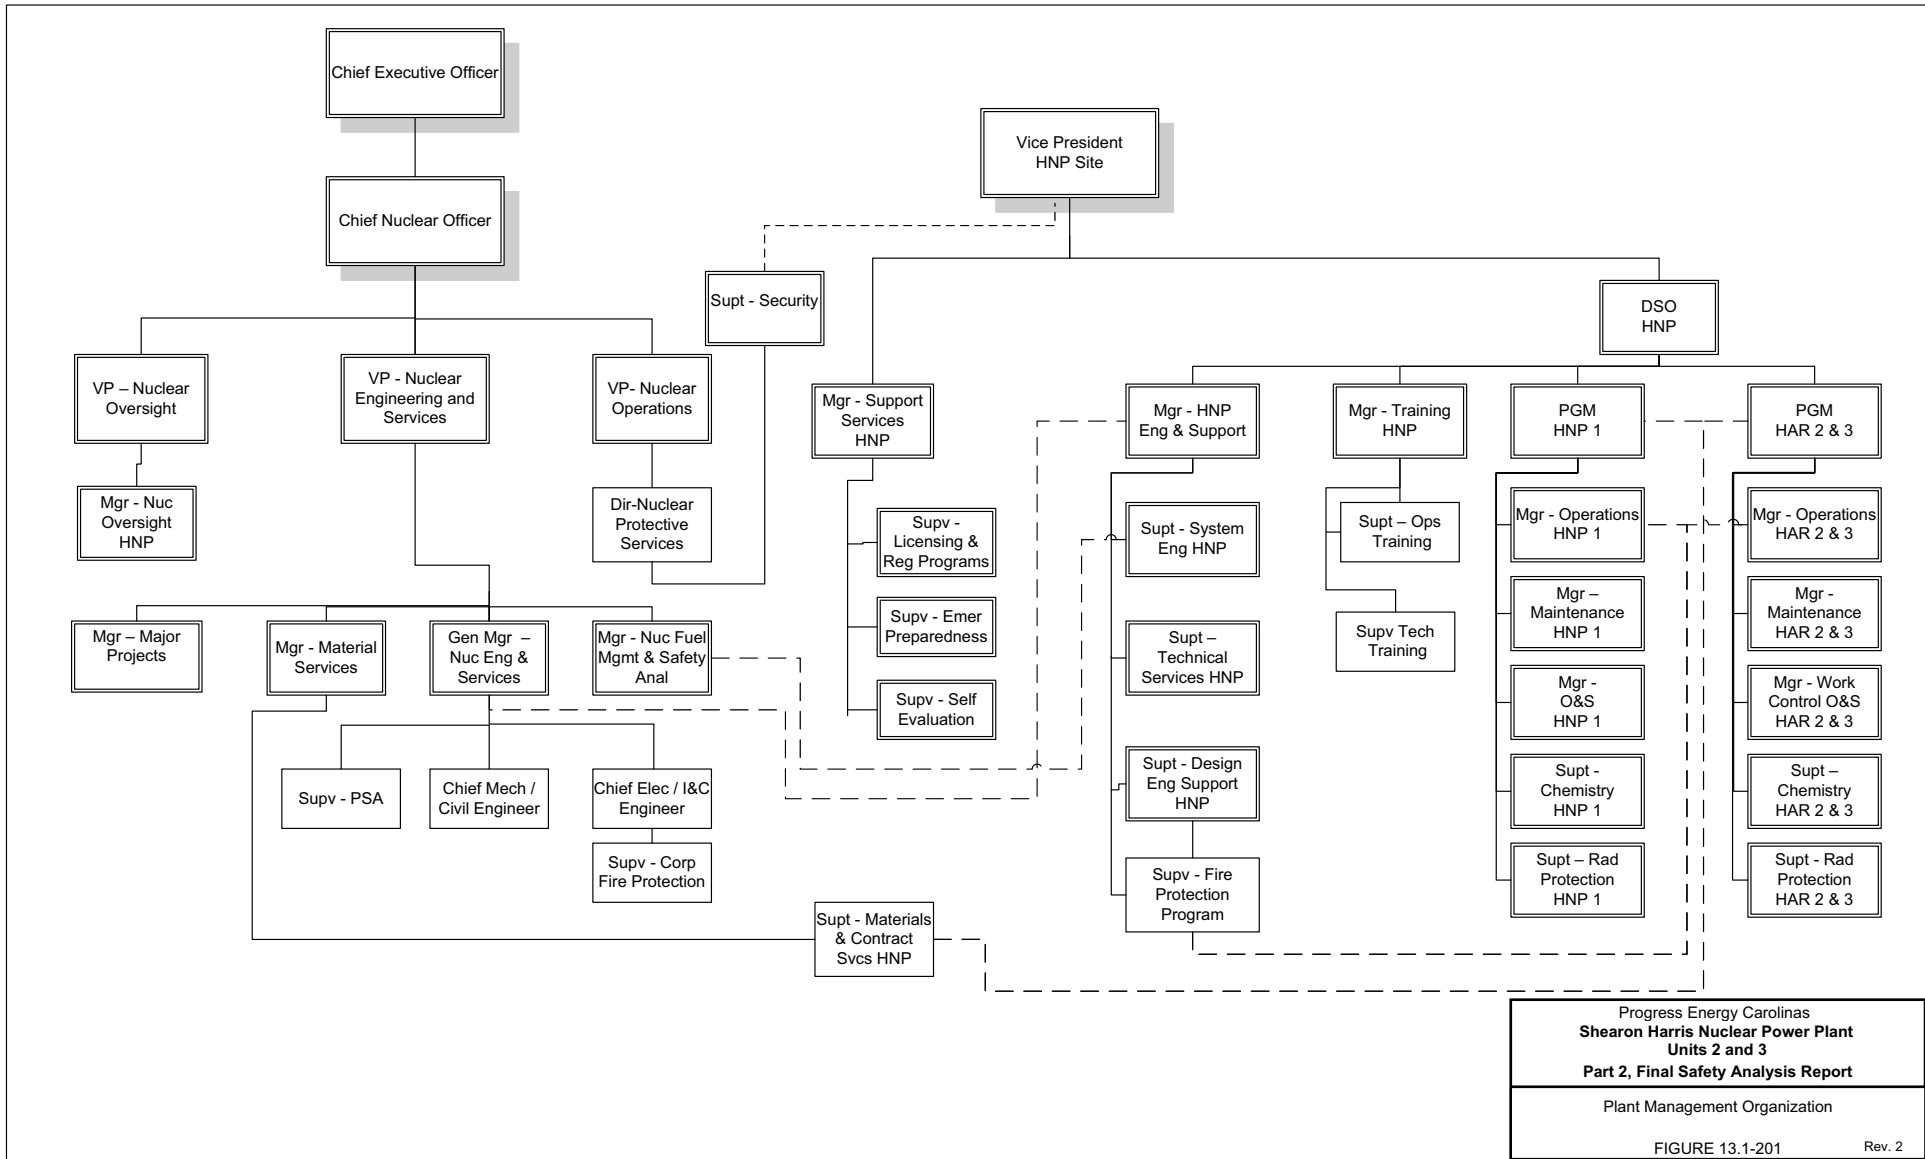 Chief Executive Officer
Chief Nuclear Officer
Vice President
HNP Site
Supt - Security
DSO
HNP
VP – Nuclear
Oversight
VP - Nuclear
Engineering and
Services
VP- Nuclear
Operations
Mgr - Support
Services
HNP
Mgr - HNP
Eng & Support
Mgr - Training
HNP
PGM
HNP 1
PGM
HAR 2 & 3
Mgr - Nuc
Oversight
HNP
Dir-Nuclear
Protective
Services
Supv -
Licensing &
Reg Programs
Supv - Emer
Preparedness
Supv - Self
Evaluation
Supt - System
Eng HNP
Supt –
Technical
Services HNP
Supt - Design
Eng Support
HNP
Supv - Fire
Protection
Program
Supt – Ops
Training
Supv Tech
Training
Mgr - Operations
HNP 1
Mgr –
Maintenance
HNP 1
Mgr -
O&S
HNP 1
Supt -
Chemistry
HNP 1
Supt – Rad
Protection
HNP 1
Mgr - Operations
HAR 2 & 3
Mgr -
Maintenance
HAR 2 & 3
Mgr - Work
Control O&S
HAR 2 & 3
Supt –
Chemistry
HAR 2 & 3
Supt - Rad
Protection
HAR 2 & 3
Mgr – Major
Projects
Mgr - Material
Services
Gen Mgr –
Nuc Eng &
Services
Mgr - Nuc Fuel
Mgmt & Safety
Anal
Supv - PSA
Chief Mech /
Civil Engineer
Chief Elec / I&C
Engineer
Supv - Corp
Fire Protection
Supt - Materials
& Contract
Svcs HNP
Progress Energy Carolinas
Shearon Harris Nuclear Power Plant
Units 2 and 3
Part 2, Final Safety Analysis Report
Plant Management Organization
FIGURE 13.1-201
Rev. 2